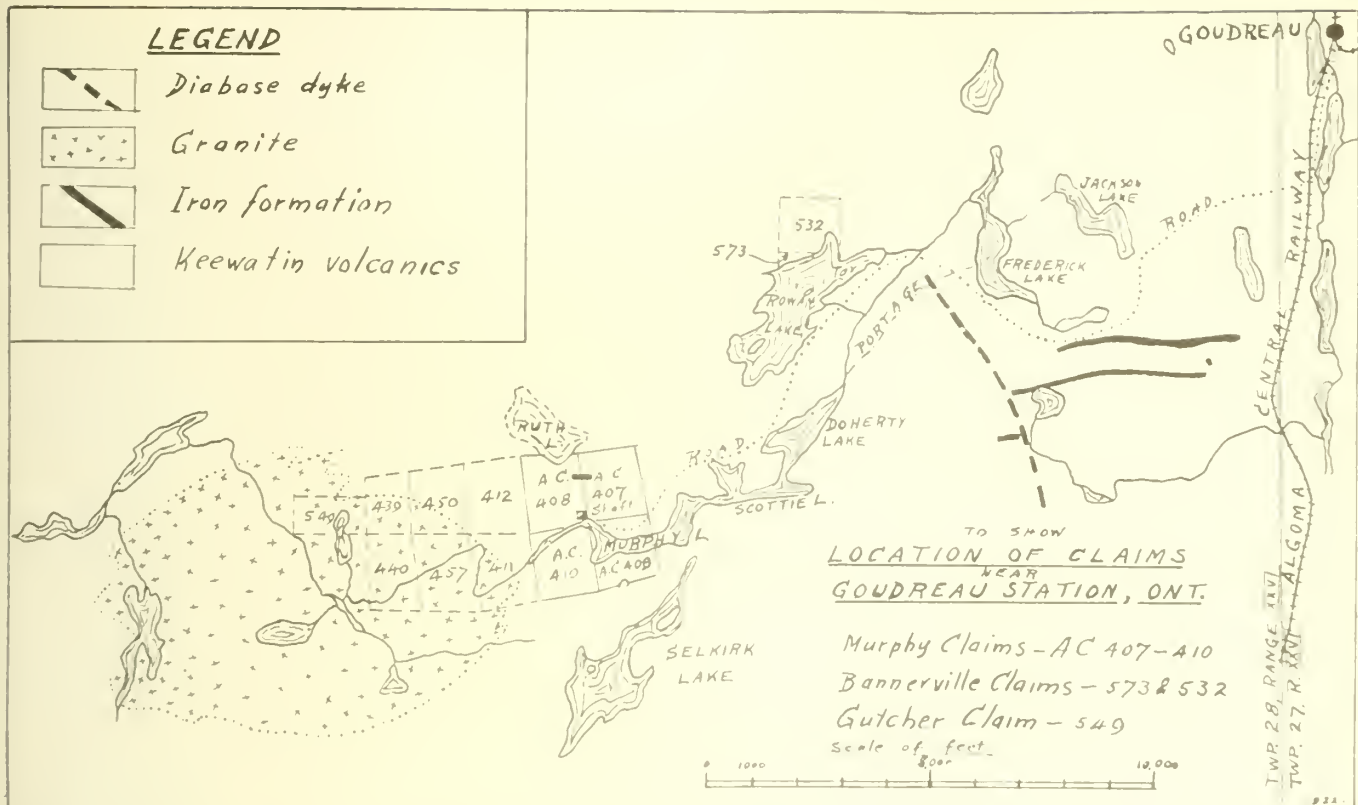 LEGEND
Diabase dyke
Granite
Iron formation
Keewatin volcanics
GOUDREAU
JACKSON
LAKE
ROAD
CENTRAL RAILWAY
ALGOMA
532
573
FREDERICK
LAKE
LAKE
PORTAGE
RUTH
L.
DOHERTY
LAKE
ROAD
SCOTTIE L.
MURPHY L
549
439
450
412
A.C.
408
A C
407
Shaft
440
457
411
A.C.
410
A.C.
SELKIRK
LAKE
TO SHOW
LOCATION OF CLAIMS
NEAR
GOUDREAU STATION, ONT.
Murphy Claims - AC 407-410
Bannerville Claims - 573 & 532
Gutcher Claim - 549
Scale of feet
0 1000 5,000 10,000
TWP. 28, RANGE XXVI
TWP. 27. R. XXVI